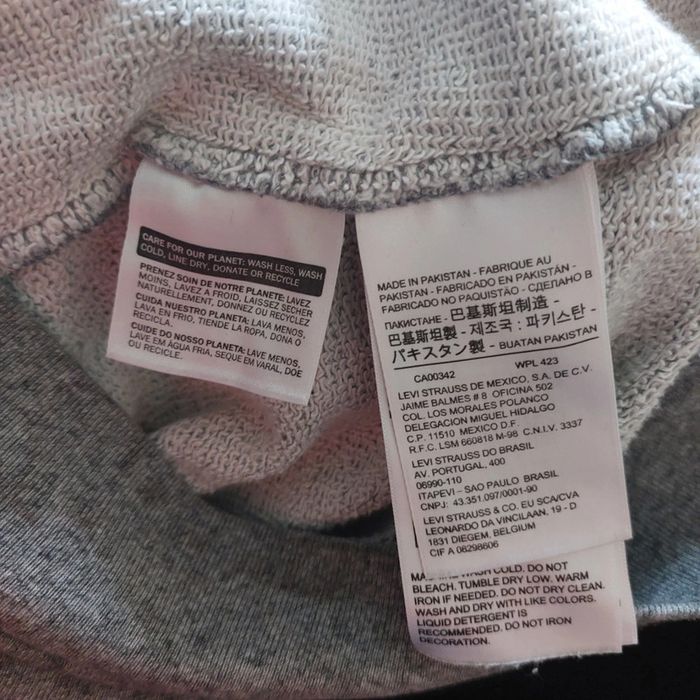 CARE FOR OUR PLANET: WASH LESS, WASH
COLD, LINE DRY, DONATE OR RECYCLE
PRENEZ SOIN DE NOTRE PLANETE: LAVEZ
MOINS, LAVEZ A FROID, LAISSEZ SÉCHER
NATURELLEMENT, DONNEZ OU RECYCLEZ
CUIDA NUESTRO PLANETA: LAVA MENOS,
LAVA EN FRIO, TIENDE LA ROPA, DONA O
RECICLA.
CUIDE DO NOSSO PLANETA: LAVE MENOS,
LAVE EM ÁGUA FRIA, SEQUE EM VARAL, DOE
OU RECICLE.
MADE IN PAKISTAN - FABRIQUE AU
PAKISTAN - FABRICADO EN PAKISTÁN -
FABRICADO NO PAQUISTÃO - СДЕЛАНО В
ПАКИСТАНЕ - 巴基斯坦制造 -
巴基斯坦製 - 제조국 : 파키스탄 -
パキスタン製 - BUATAN PAKISTAN
CA00342 WPL 423
LEVI STRAUSS DE MEXICO, S.A. DE C.V.
JAIME BALMES # 8 OFICINA 502
COL. LOS MORALES POLANCO
DELEGACION MIGUEL HIDALGO
C.P. 11510 MEXICO D.F.
R.F.C. LSM 660818 M-98 C.N.I.V. 3337
LEVI STRAUSS DO BRASIL
AV. PORTUGAL, 400
06990-110
ITAPEVI - SAO PAULO BRASIL
CNPJ: 43.351.097/0001-90
LEVI STRAUSS & CO. EU SCA/CVA
LEONARDO DA VINCILAAN, 19 - D
1831 DIEGEM, BELGIUM
CIF A 08298606
WASH COLD. DO NOT
BLEACH. TUMBLE DRY LOW. WARM
IRON IF NEEDED. DO NOT DRY CLEAN.
WASH AND DRY WITH LIKE COLORS.
LIQUID DETERGENT IS
RECOMMENDED. DO NOT IRON
DECORATION.